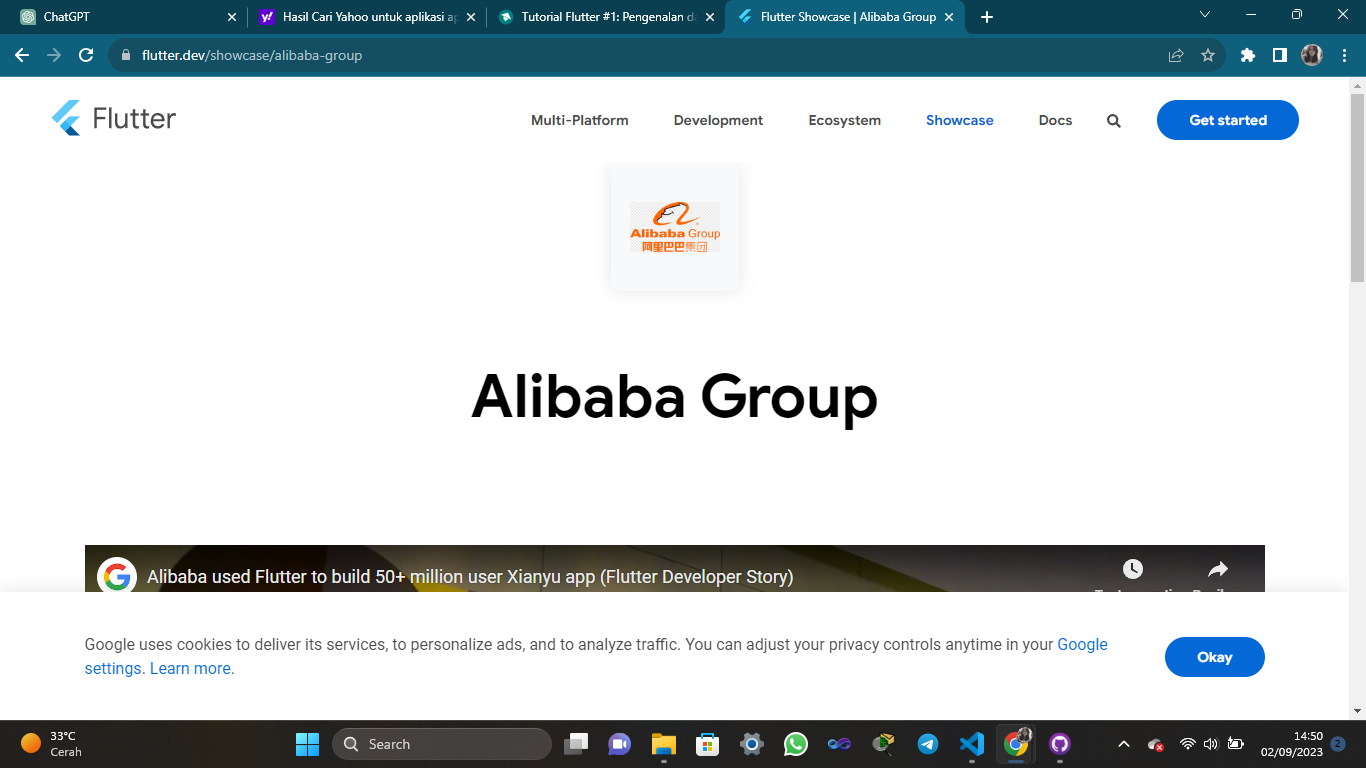 ChatGPT
Hasil Cari Yahoo untuk aplikasi
Tutorial Flutter #1: Pengenalan
Flutter Showcase | Alibaba Group
flutter.dev/showcase/alibaba-group
Flutter
Multi-Platform
Development
Ecosystem
Showcase
Docs
Get started
Alibaba Group
阿里巴巴集团
Alibaba Group
Alibaba used Flutter to build 50+ million user Xianyu app (Flutter Developer Story)
Google uses cookies to deliver its services, to personalize ads, and to analyze traffic. You can adjust your privacy controls anytime in your Google
settings. Learn more.
Okay
33°C
Cerah
Search
14:50
02/09/2023
2